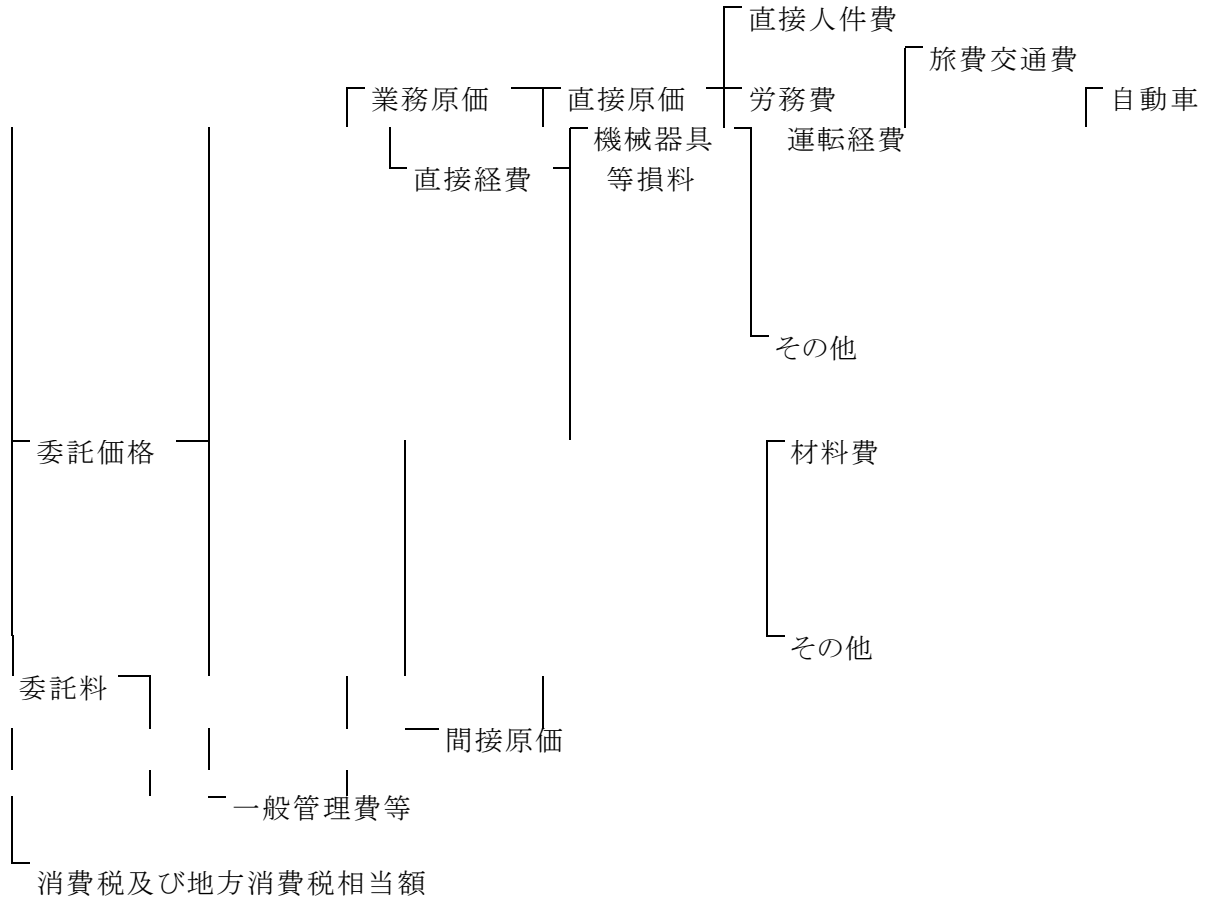 直接人件費
旅費交通費
業務原価 直接原価 労務費 自動車
機械器具 運転経費
直接経費 等損料
その他
委託価格 材料費
その他
委託料
間接原価
一般管理費等
消費税及び地方消費税相当額